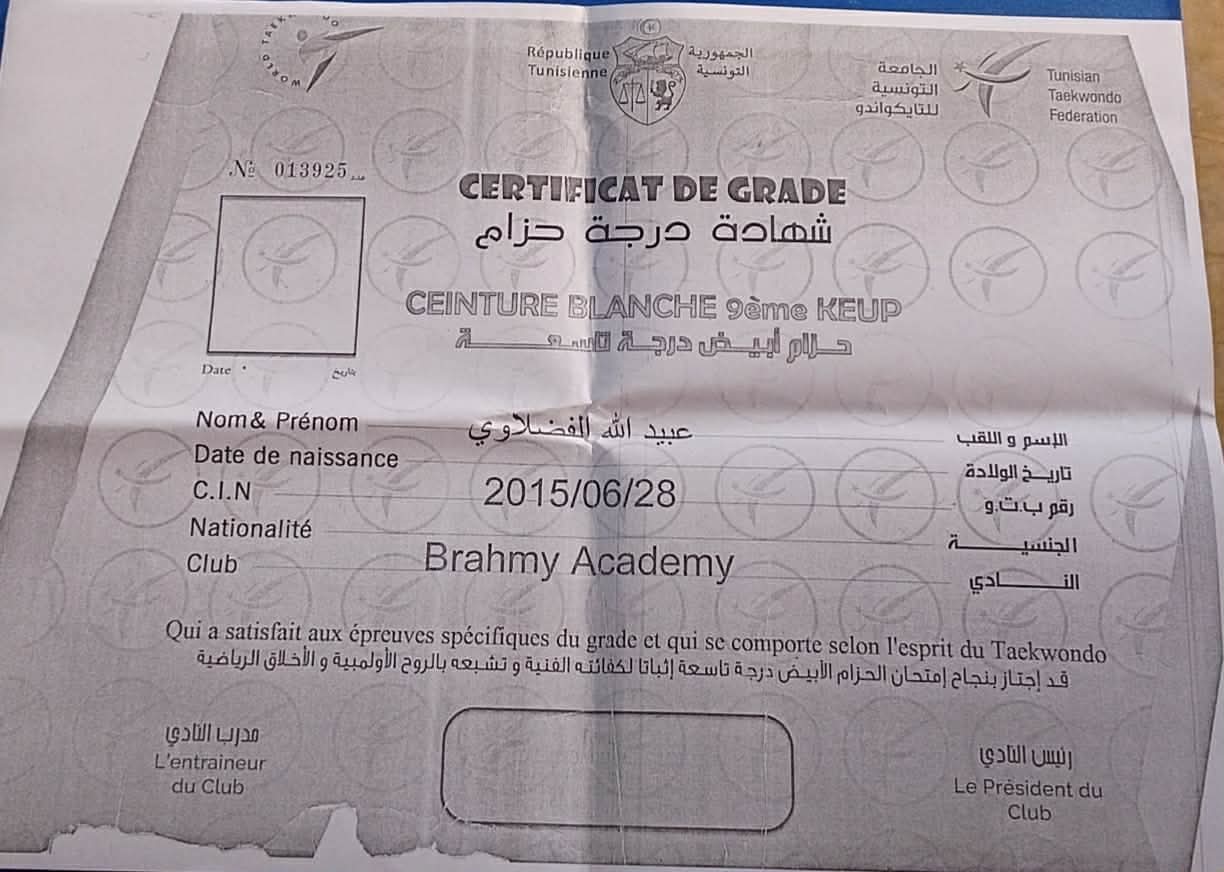 WORLD TAEKWONDO
République Tunisienne
الجمهورية التونسية
الجامعة التونسية للتايكواندو
Tunisian Taekwondo Federation
№ 013925 عدد
CERTIFICAT DE GRADE
شهادة درجة حزام
CEINTURE BLANCHE 9ème KEUP
حزام أبيض درجة تاسعة
Date تاريخ
Nom& Prénom عبيد الله الفضلاوي الإسم و اللقب
Date de naissance تاريخ الولادة
C.I.N 2015/06/28 رقم ب.ت.و
Nationalité الجنسية
Club Brahmy Academy النادي
Qui a satisfait aux épreuves spécifiques du grade et qui se comporte selon l'esprit du Taekwondo
قد إجتاز بنجاح إمتحان الحزام الأبيض درجة تاسعة إثباتا لكفائته الفنية و تشبعه بالروح الأولمبية و الأخلاق الرياضية
مدرب النادي
L'entraineur
du Club
رئيس النادي
Le Président du
Club